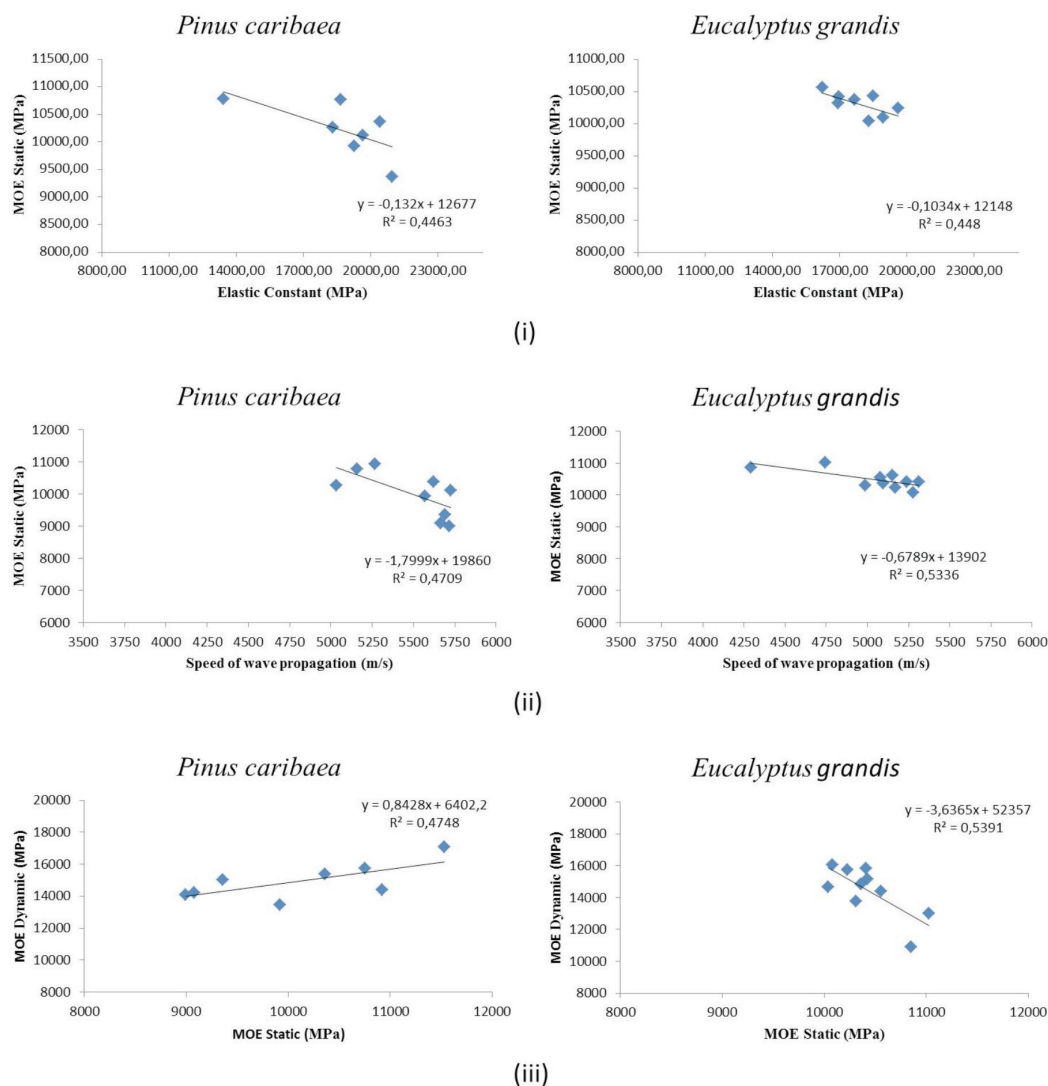 Pinus caribaea
MOE Static (MPa)
11500,00
11000,00
10500,00
10000,00
9500,00
9000,00
8500,00
8000,00
y = -0,132x + 12677
R² = 0,4463
8000,00 11000,00 14000,00 17000,00 20000,00 23000,00
Elastic Constant (MPa)
Eucalyptus grandis
MOE Static (MPa)
11000,00
10500,00
10000,00
9500,00
9000,00
8500,00
8000,00
y = -0,1034x + 12148
R² = 0,448
8000,00 11000,00 14000,00 17000,00 20000,00 23000,00
Elastic Constant (MPa)
(i)
Pinus caribaea
MOE Static (MPa)
12000
11000
10000
9000
8000
7000
6000
y = -1,7999x + 19860
R² = 0,4709
3500 3750 4000 4250 4500 4750 5000 5250 5500 5750 6000
Speed of wave propagation (m/s)
Eucalyptus grandis
MOE Static (MPa)
12000
11000
10000
9000
8000
7000
6000
y = -0,6789x + 13902
R² = 0,5336
3500 3750 4000 4250 4500 4750 5000 5250 5500 5750 6000
Speed of wave propagation (m/s)
(ii)
Pinus caribaea
MOE Dynamic (MPa)
20000
18000
16000
14000
12000
10000
8000
y = 0,8428x + 6402,2
R² = 0,4748
8000 9000 10000 11000 12000
MOE Static (MPa)
Eucalyptus grandis
MOE Dynamic (MPa)
20000
18000
16000
14000
12000
10000
8000
y = -3,6365x + 52357
R² = 0,5391
8000 9000 10000 11000 12000
MOE Static (MPa)
(iii)